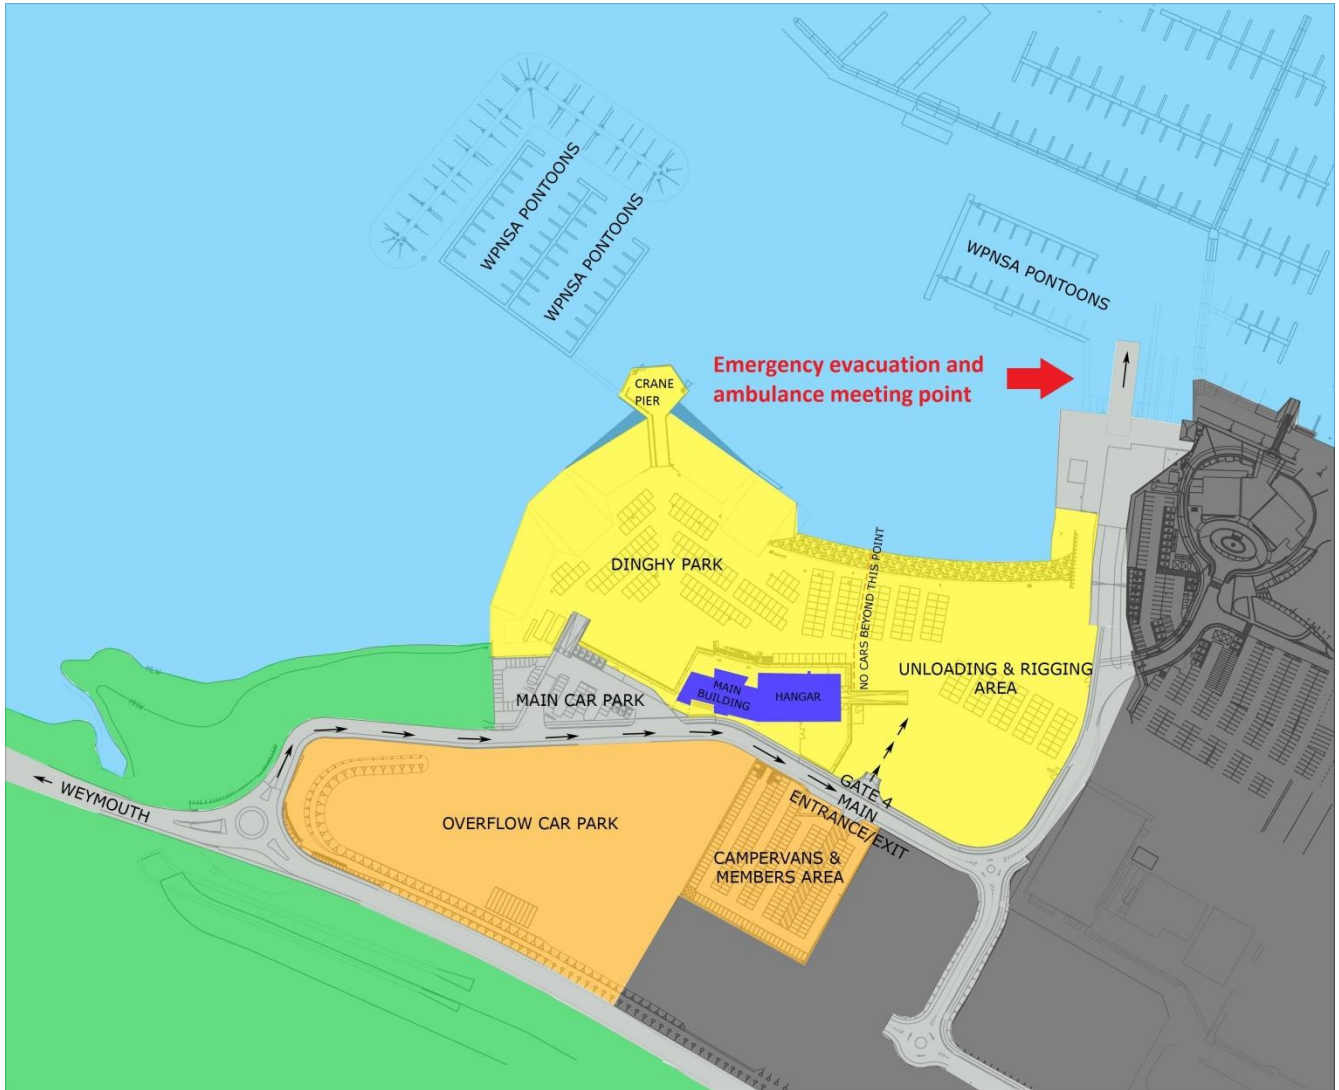 WPNSA PONTOONS
WPNSA PONTOONS
WPNSA PONTOONS
Emergency evacuation and
ambulance meeting point
CRANE
PIER
DINGHY PARK
NO CARS BEYOND THIS POINT
UNLOADING & RIGGING
AREA
MAIN
BUILDING
HANGAR
MAIN CAR PARK
MLW
MHW
WEYMOUTH
OVERFLOW CAR PARK
GATE 4
MAIN
ENTRANCE/EXIT
CAMPERVANS &
MEMBERS AREA